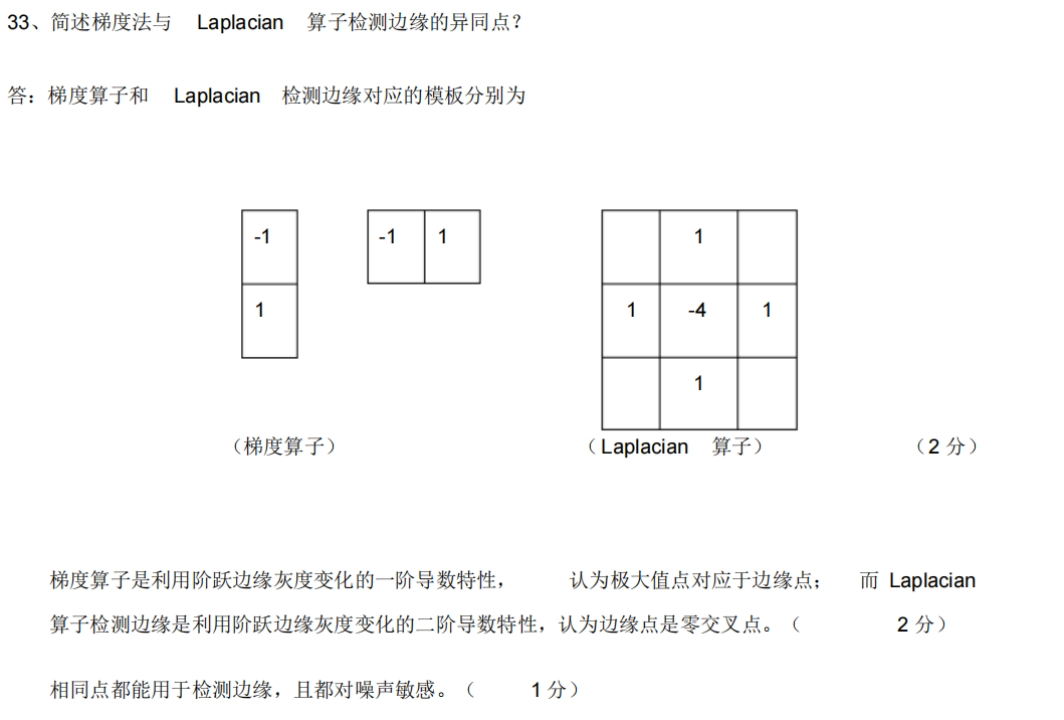 33、简述梯度法与 Laplacian 算子检测边缘的异同点？
答：梯度算子和 Laplacian 检测边缘对应的模板分别为
-1 -1 1 1
1 1 -4 1
1
（梯度算子） （Laplacian 算子） （2 分）
梯度算子是利用阶跃边缘灰度变化的一阶导数特性， 认为极大值点对应于边缘点； 而 Laplacian
算子检测边缘是利用阶跃边缘灰度变化的二阶导数特性，认为边缘点是零交叉点。（ 2 分）
相同点都能用于检测边缘，且都对噪声敏感。（ 1 分）